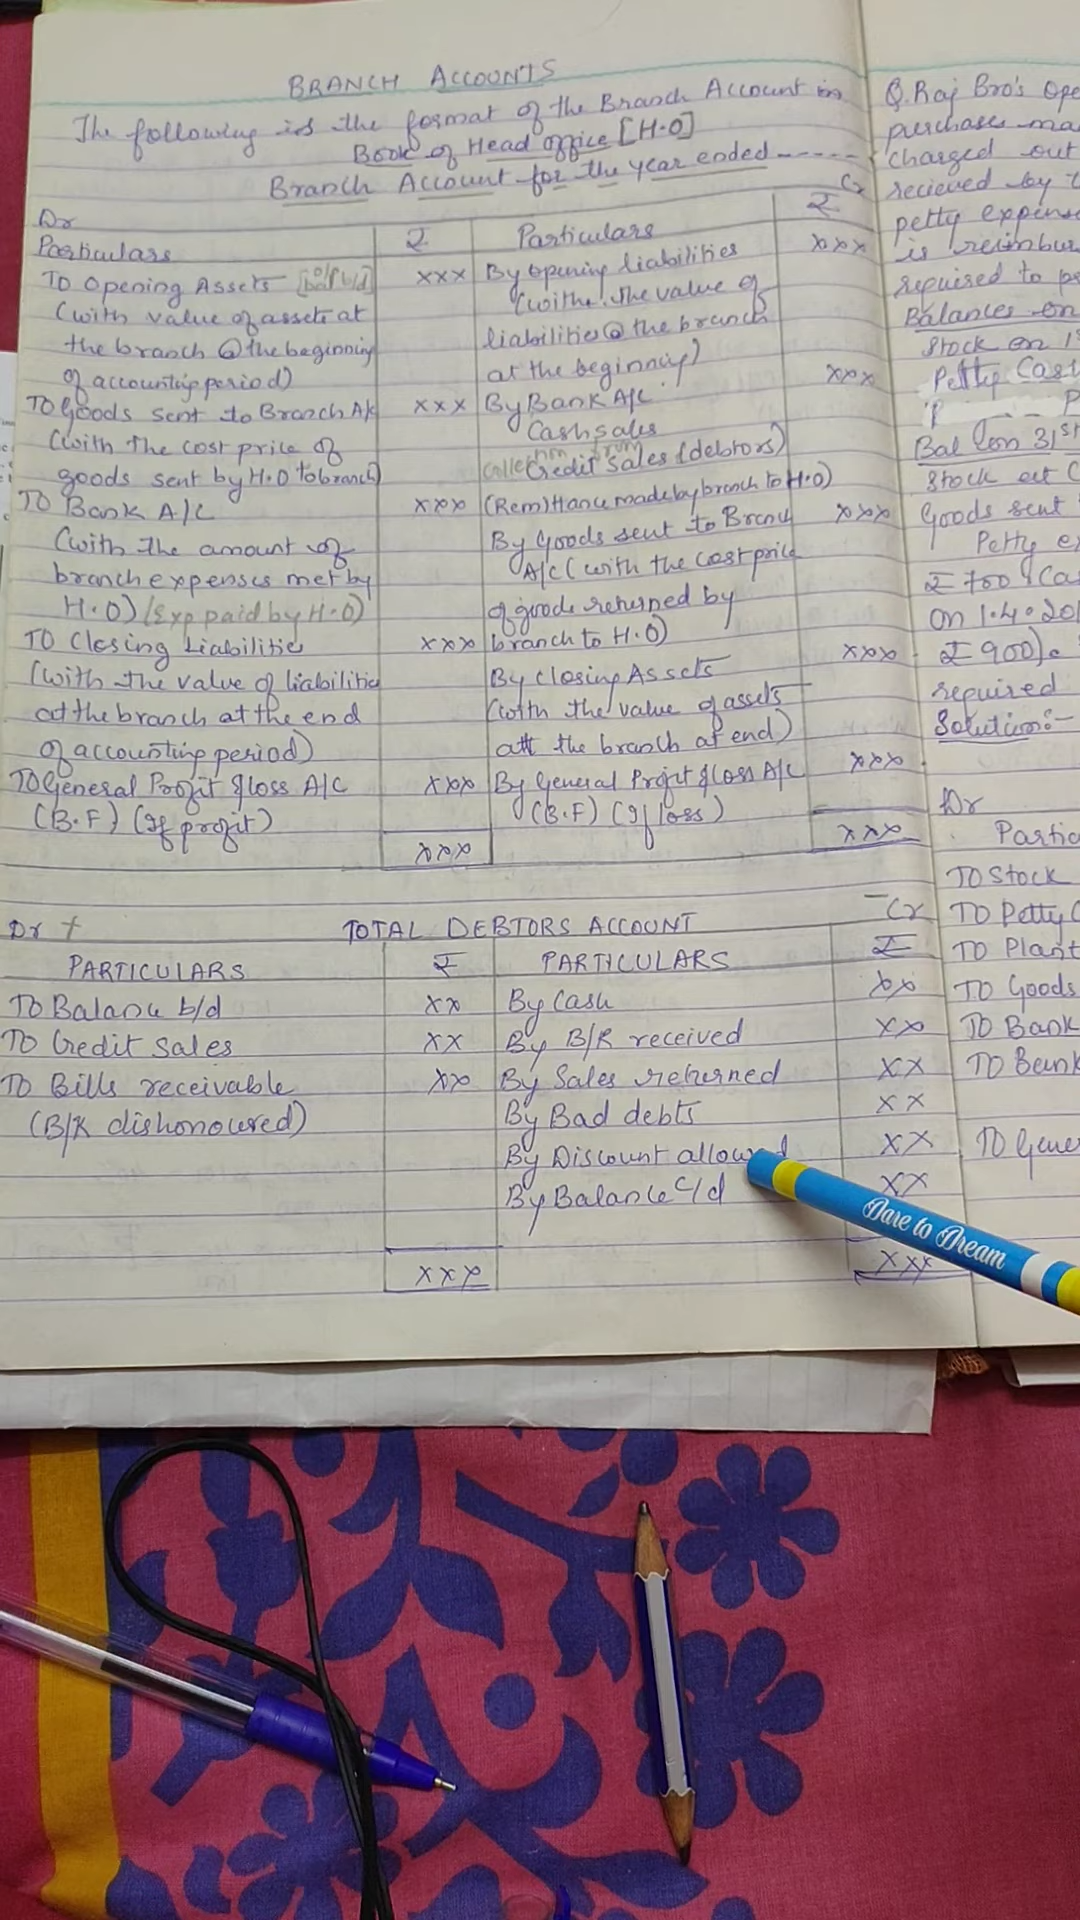 BRANCH ACCOUNTS
The following is the format of the Branch Account in
Book of Head office [H.O]
Branch Account for the year ended -----
Dr
Cr
Particulars
₹
Particulars
₹
To Opening Assets
xxx
(with value of assets at
the branch @ the beginning
of accounting period)
To Goods sent to Branch A/c
xxx
(with the cost price of
goods sent by H.O to branch)
To Bank A/C
xxx
(with the amount of
branch expenses met by
H.O) (Exp paid by H.O)
To Closing Liabilities
xxx
(with the value of liabilities
at the branch at the end
of accounting period)
To General Profit & loss A/C
xxx
(B.F) (If profit)
xxx
By opening liabilities
xxx
(with the value of
liabilities @ the branch
at the beginning)
By Bank A/C
xxx
Cash sales
Collection from
Credit Sales (debtors)
(Remittance made by branch to H.O)
By Goods sent to Branch
xxx
A/C (with the cost price
of goods returned by
branch to H.O)
By Closing Assets
xxx
(with the value of assets
at the branch at end)
By General Profit & loss A/C
xxx
(B.F) (If loss)
xxx
Dr +
TOTAL DEBTORS ACCOUNT
- Cr
PARTICULARS
₹
PARTICULARS
₹
To Balance b/d
xx
By Cash
xx
To Credit Sales
xx
By B/R received
xx
To Bills receivable
xx
By Sales returned
xx
(B/R dishonoured)
By Bad debts
xx
By Discount allowed
xx
By Balance c/d
xx
xxx
xxx
Q. Raj Bro's Ope
purchases ma
charged out
recieved by
petty expense
is reimbur
required to
Balances on
Stock on
Petty Cas
Bal on 31st
Stock at
Goods sent
Petty e
₹ 700
on 1.4.201
₹ 900).
required
Solution:-
Dr
Partic
To Stock
To Petty C
To Plant
To Goods
To Bank
To Bank
To Gene
Dare to Dream